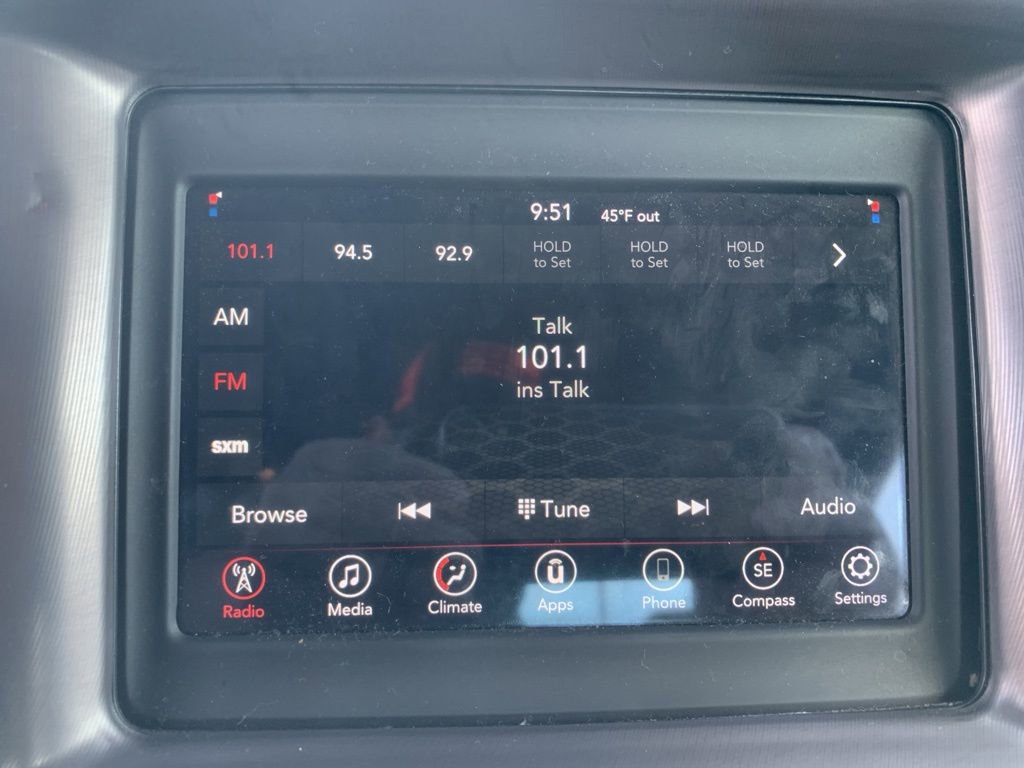 9:51 45°F out
101.1 94.5 92.9 HOLD to Set HOLD to Set HOLD to Set
AM
Talk
101.1
FM
ins Talk
sxm
Browse Tune Audio
Radio Media Climate Apps Phone SE Compass Settings